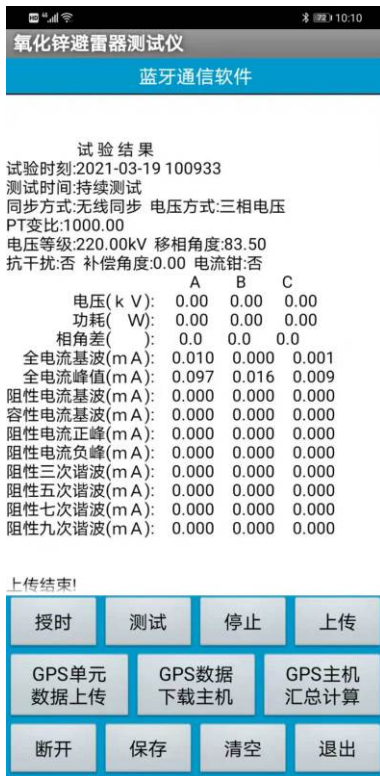 HD 4G 72 10:10
氧化锌避雷器测试仪
蓝牙通信软件
试验结果
试验时刻:2021-03-19 100933
测试时间:持续测试
同步方式:无线同步 电压方式:三相电压
PT变比:1000.00
电压等级:220.00kV 移相角度:83.50
抗干扰:否 补偿角度:0.00 电流钳:否
A B C
电压(kV): 0.00 0.00 0.00
功耗( W): 0.00 0.00 0.00
相角差( ): 0.0 0.0 0.0
全电流基波(mA): 0.010 0.000 0.001
全电流峰值(mA): 0.097 0.016 0.009
阻性电流基波(mA): 0.000 0.000 0.000
容性电流基波(mA): 0.000 0.000 0.000
阻性电流正峰(mA): 0.000 0.000 0.000
阻性电流负峰(mA): 0.000 0.000 0.000
阻性三次谐波(mA): 0.000 0.000 0.000
阻性五次谐波(mA): 0.000 0.000 0.000
阻性七次谐波(mA): 0.000 0.000 0.000
阻性九次谐波(mA): 0.000 0.000 0.000
上传结束!
授时 测试 停止 上传
GPS单元 GPS数据 GPS主机
数据上传 下载主机 汇总计算
断开 保存 清空 退出